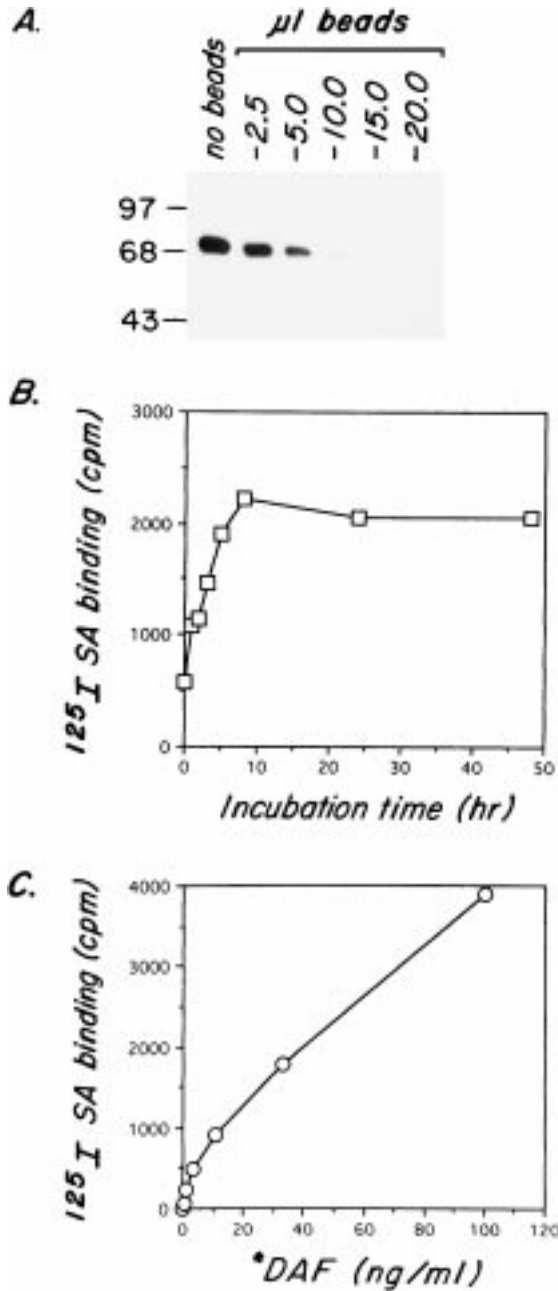 A.
µl beads
no beads
-2.5
-5.0
-10.0
-15.0
-20.0
97
68
43
B.
125I SA binding (cpm)
3000
2000
1000
0
0 10 20 30 40 50
Incubation time (hr)
C.
125I SA binding (cpm)
4000
3000
2000
1000
0
0 20 40 60 80 100 120
*DAF (ng/ml)